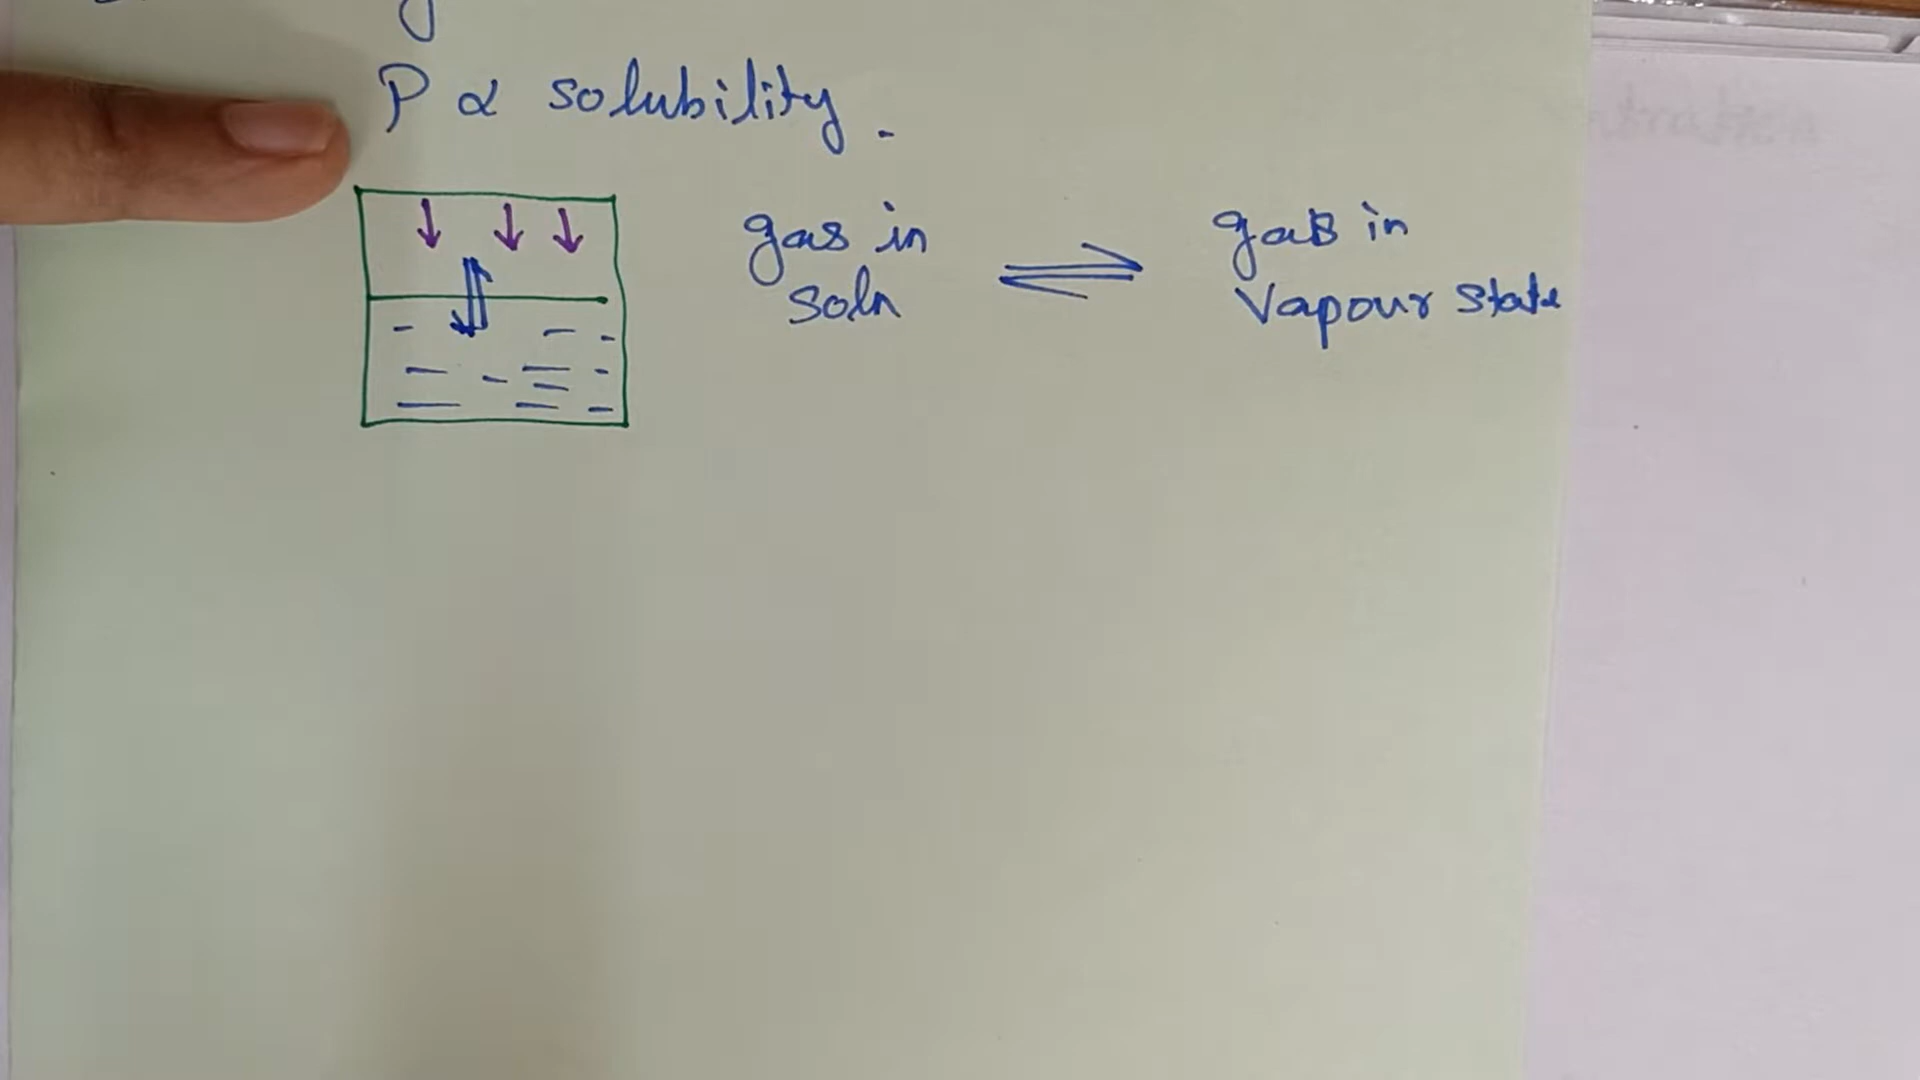 P α solubility.
gas in
soln
⇌
gas in
Vapour state